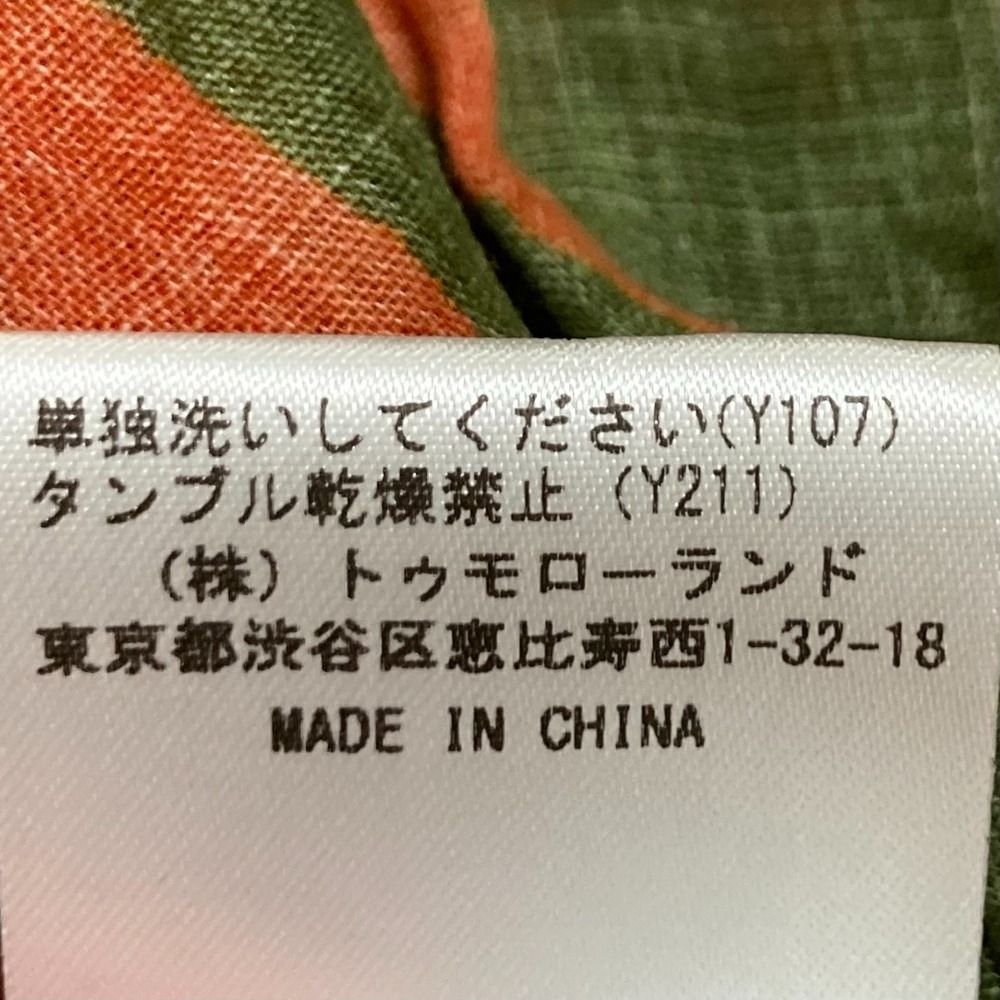 単独洗いしてください(Y107)
タンブル乾燥禁止(Y211)
(株)トゥモローランド
東京都渋谷区恵比寿西1-32-18
MADE IN CHINA